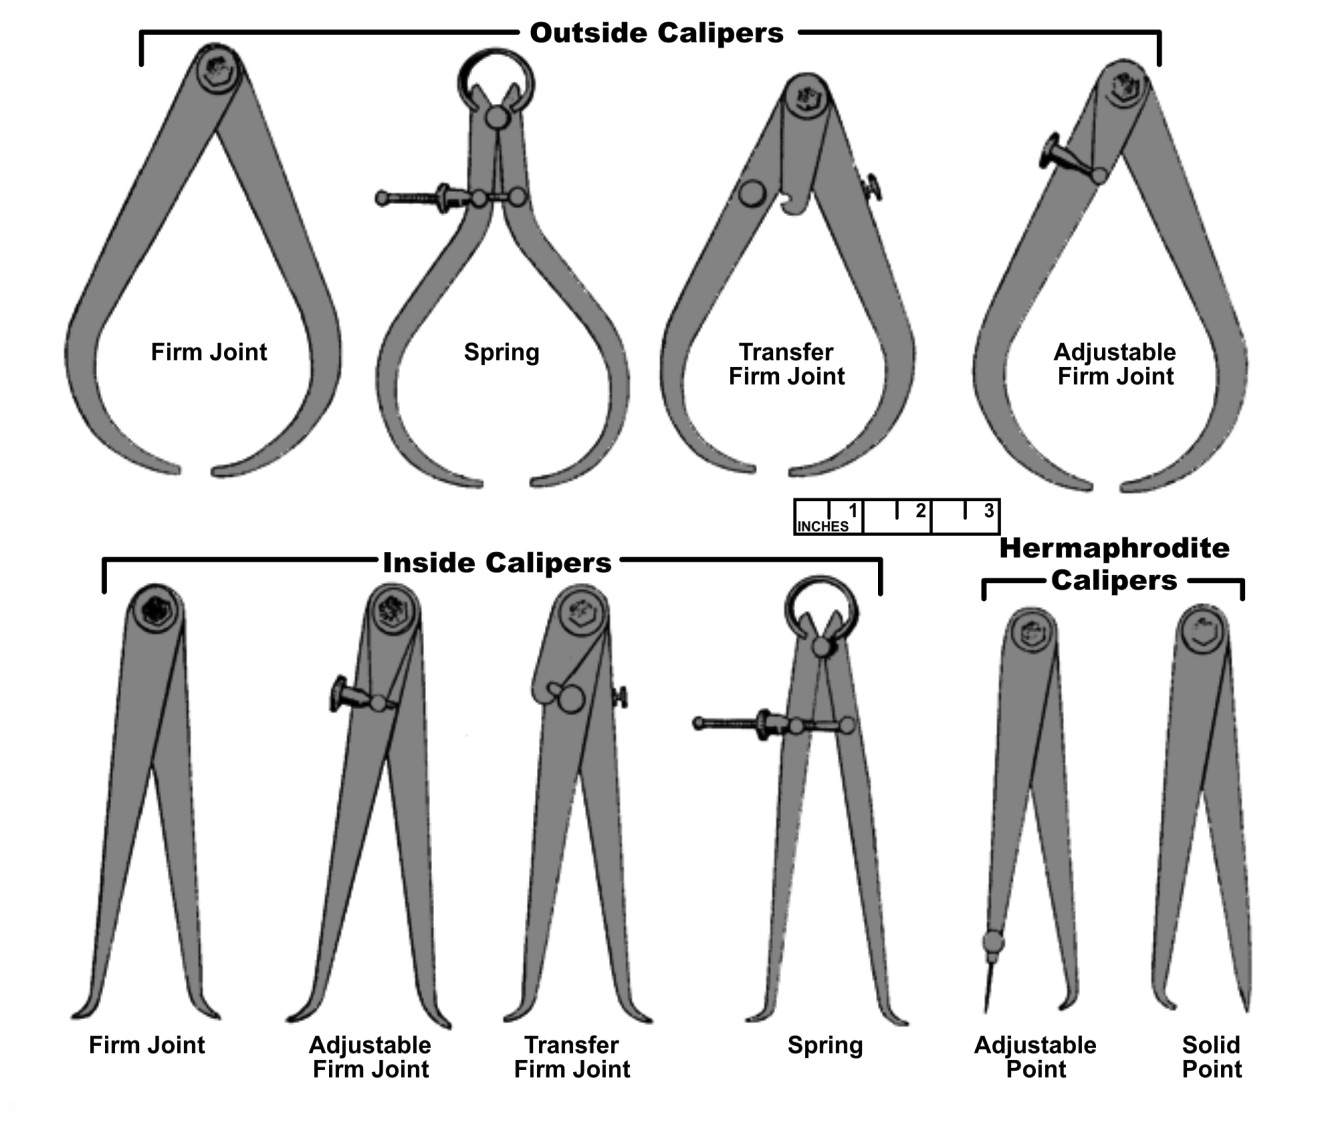 Outside Calipers
Firm Joint
Spring
Transfer
Firm Joint
Adjustable
Firm Joint
1 2 3
INCHES
Inside Calipers
Hermaphrodite
Calipers
Firm Joint
Adjustable
Firm Joint
Transfer
Firm Joint
Spring
Adjustable
Point
Solid
Point